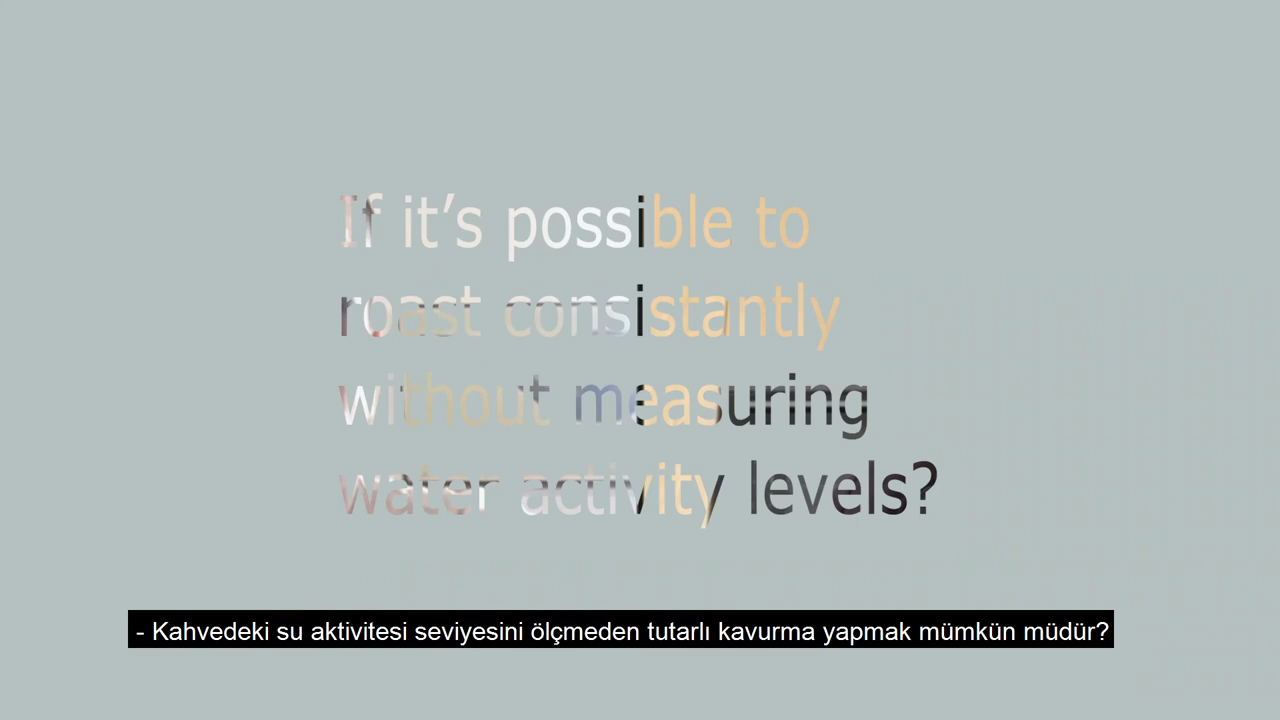 If it’s possible to
roast consistantly
without measuring
water activity levels?
- Kahvedeki su aktivitesi seviyesini ölçmeden tutarlı kavurma yapmak mümkün müdür?